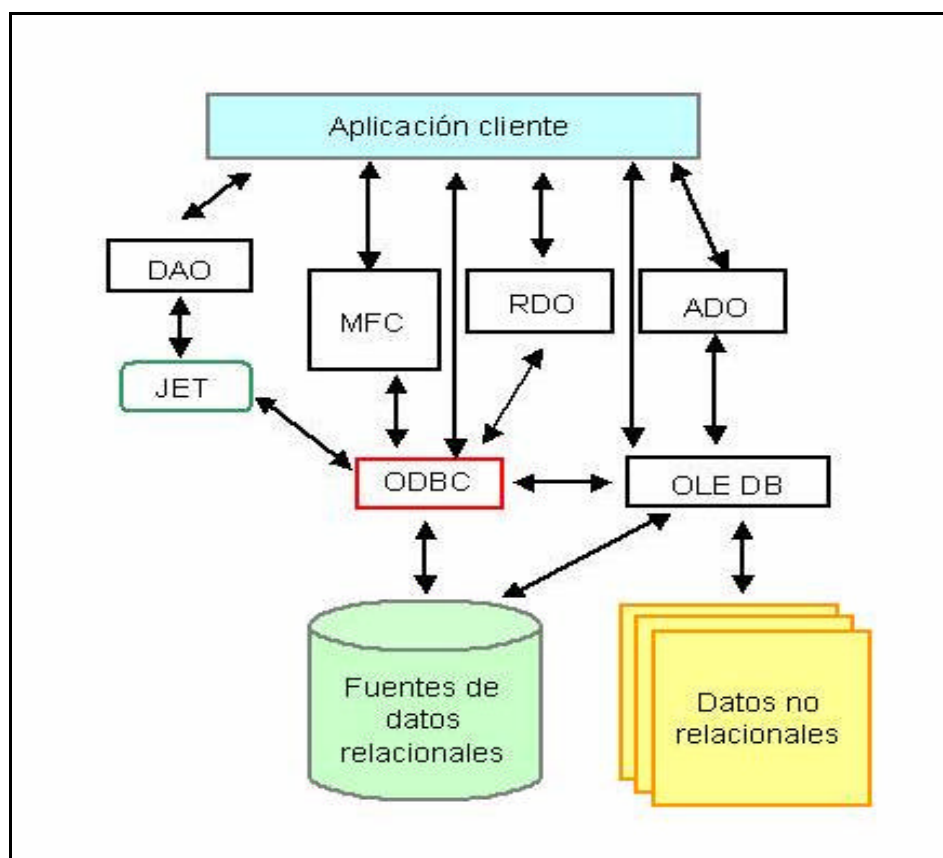 Aplicación cliente
DAO
MFC
RDO
ADO
JET
ODBC
OLE DB
Fuentes de
datos
relacionales
Datos no
relacionales